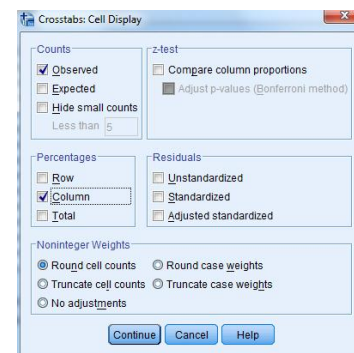 Crosstabs: Cell Display
Counts
Observed
Expected
Hide small counts
Less than 5
z-test
Compare column proportions
Adjust p-values (Bonferroni method)
Percentages
Row
Column
Total
Residuals
Unstandardized
Standardized
Adjusted standardized
Noninteger Weights
Round cell counts
Round case weights
Truncate cell counts
Truncate case weights
No adjustments
Continue
Cancel
Help